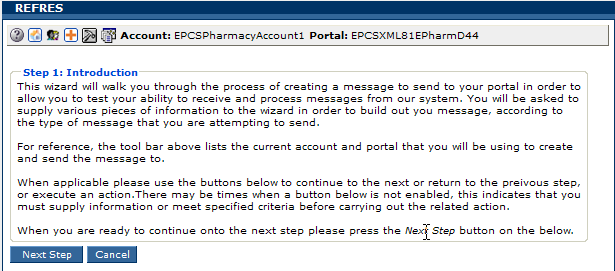 REFRES
Account: EPCSPharmacyAccount1 Portal: EPCSXML81EPharmD44
Step 1: Introduction
This wizard will walk you through the process of creating a message to send to your portal in order to
allow you to test your ability to receive and process messages from our system. You will be asked to
supply various pieces of information to the wizard in order to build out you message, according to
the type of message that you are attempting to send.
For reference, the tool bar above lists the current account and portal that you will be using to create
and send the message to.
When applicable please use the buttons below to continue to the next or return to the preivous step,
or execute an action.There may be times when a button below is not enabled, this indicates that you
must supply information or meet specified criteria before carrying out the related action.
When you are ready to continue onto the next step please press the Next Step button on the below.
Next Step Cancel